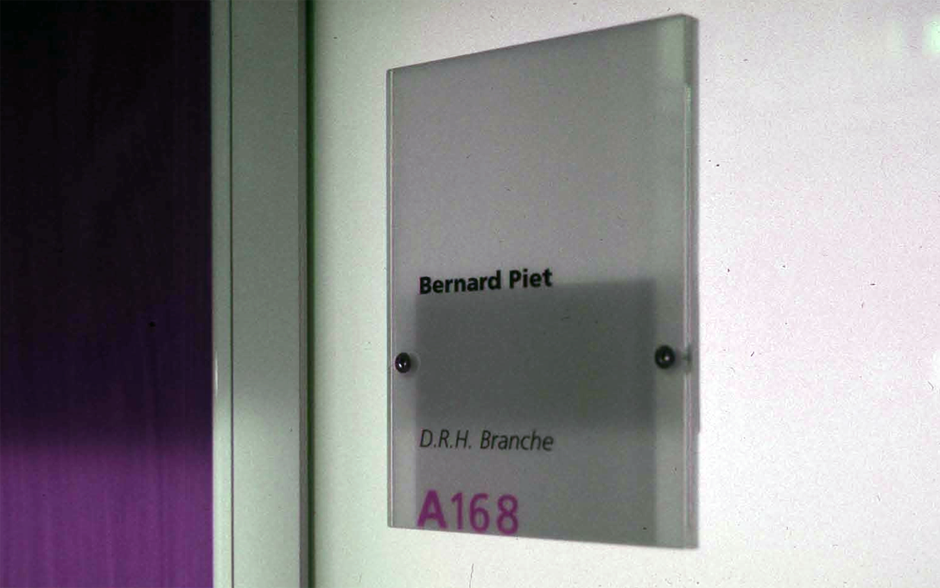 Bernard Piet
D.R.H. Branche
A168